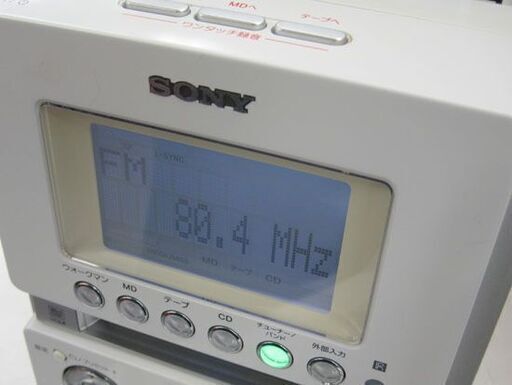 MDへ
テープへ
ワンタッチ録音
SONY
FM
80.4 MHz
MD テープ CD
ウォークマン
MD
テープ
CD
チューナー/
バンド
外部入力